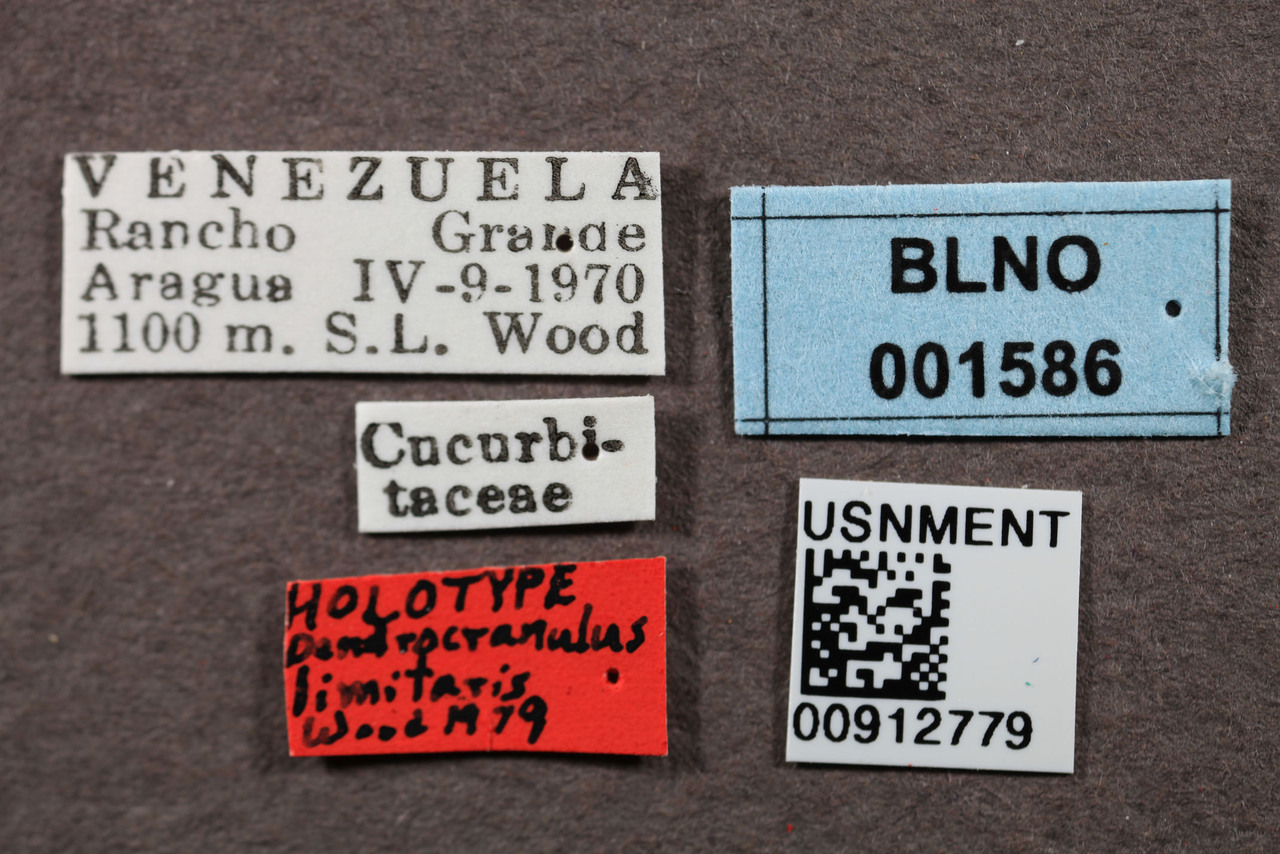 VENEZUELA
Rancho Grande
Aragua IV-9-1970
1100 m. S.L. Wood
Cucurbi-
taceae
HOLOTYPE
Dendrocranulus
limitaris
Wood 1979
BLNO
001586
USNMENT
00912779